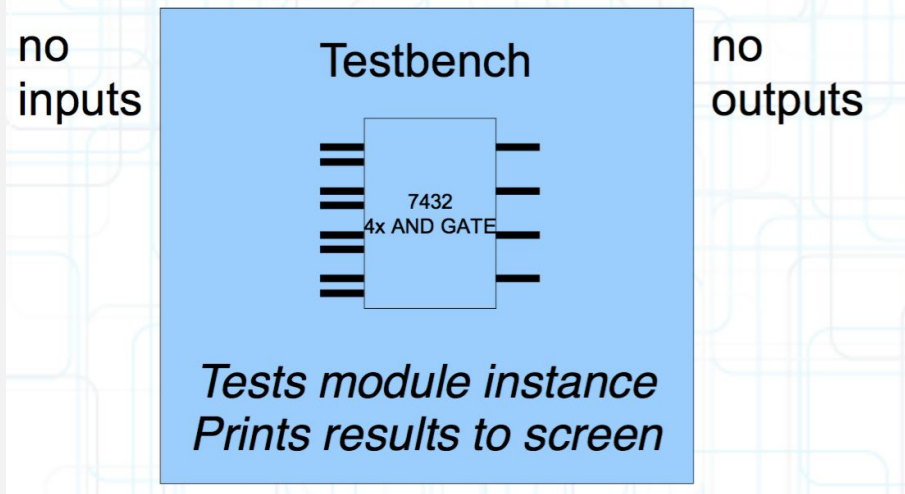 no
inputs
Testbench
no
outputs
7432
4x AND GATE
Tests module instance
Prints results to screen